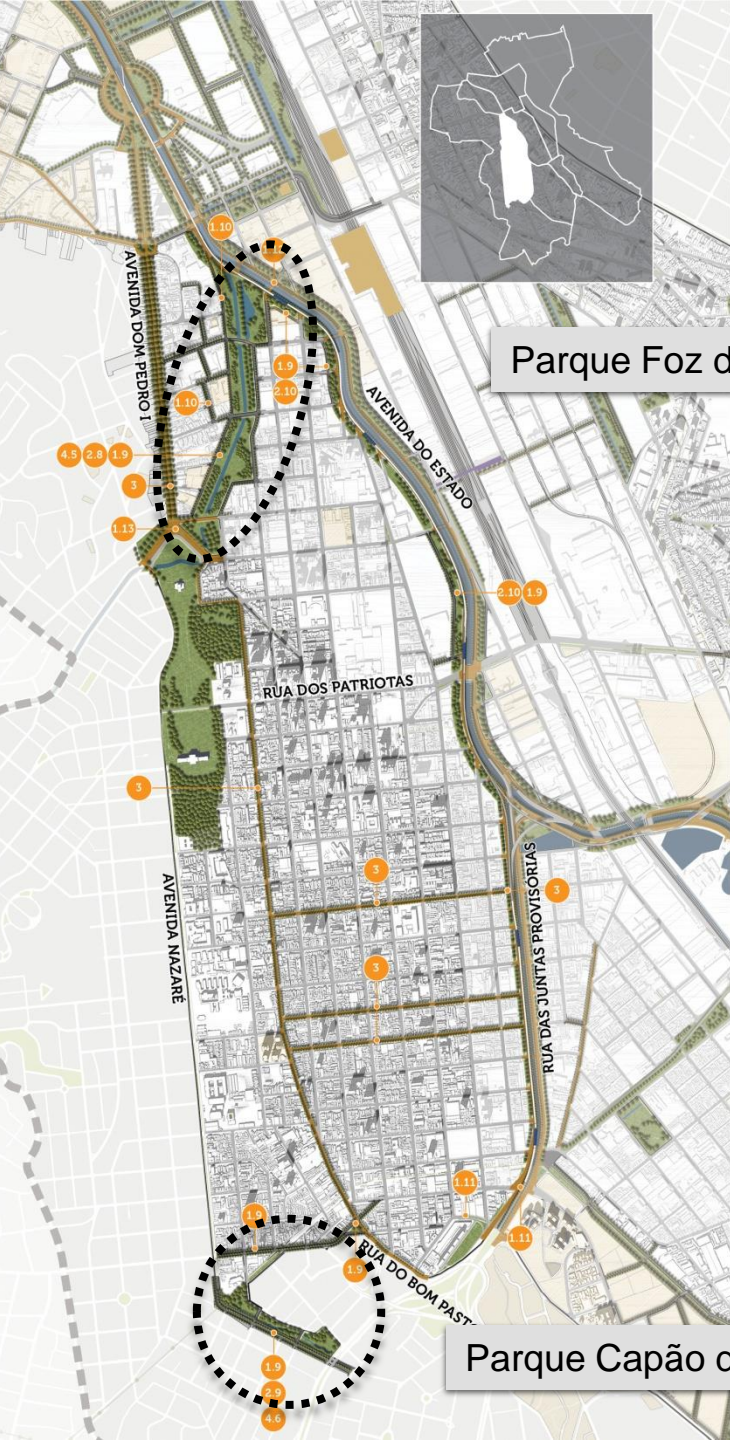 1.10
AVENIDA DOM PEDRO I
Parque Foz d
1.9
2.10
AVENIDA DO ESTADO
1.10
4.5 2.8 1.9
3
1.13
2.10 1.9
RUA DOS PATRIOTAS
3
AVENIDA NAZARÉ
3
3
RUA DAS JUNTAS PROVISÓRIAS
3
1.11
1.9
1.11
RUA DO BOM PASTO
1.9
Parque Capão d
1.9
2.9
4.6